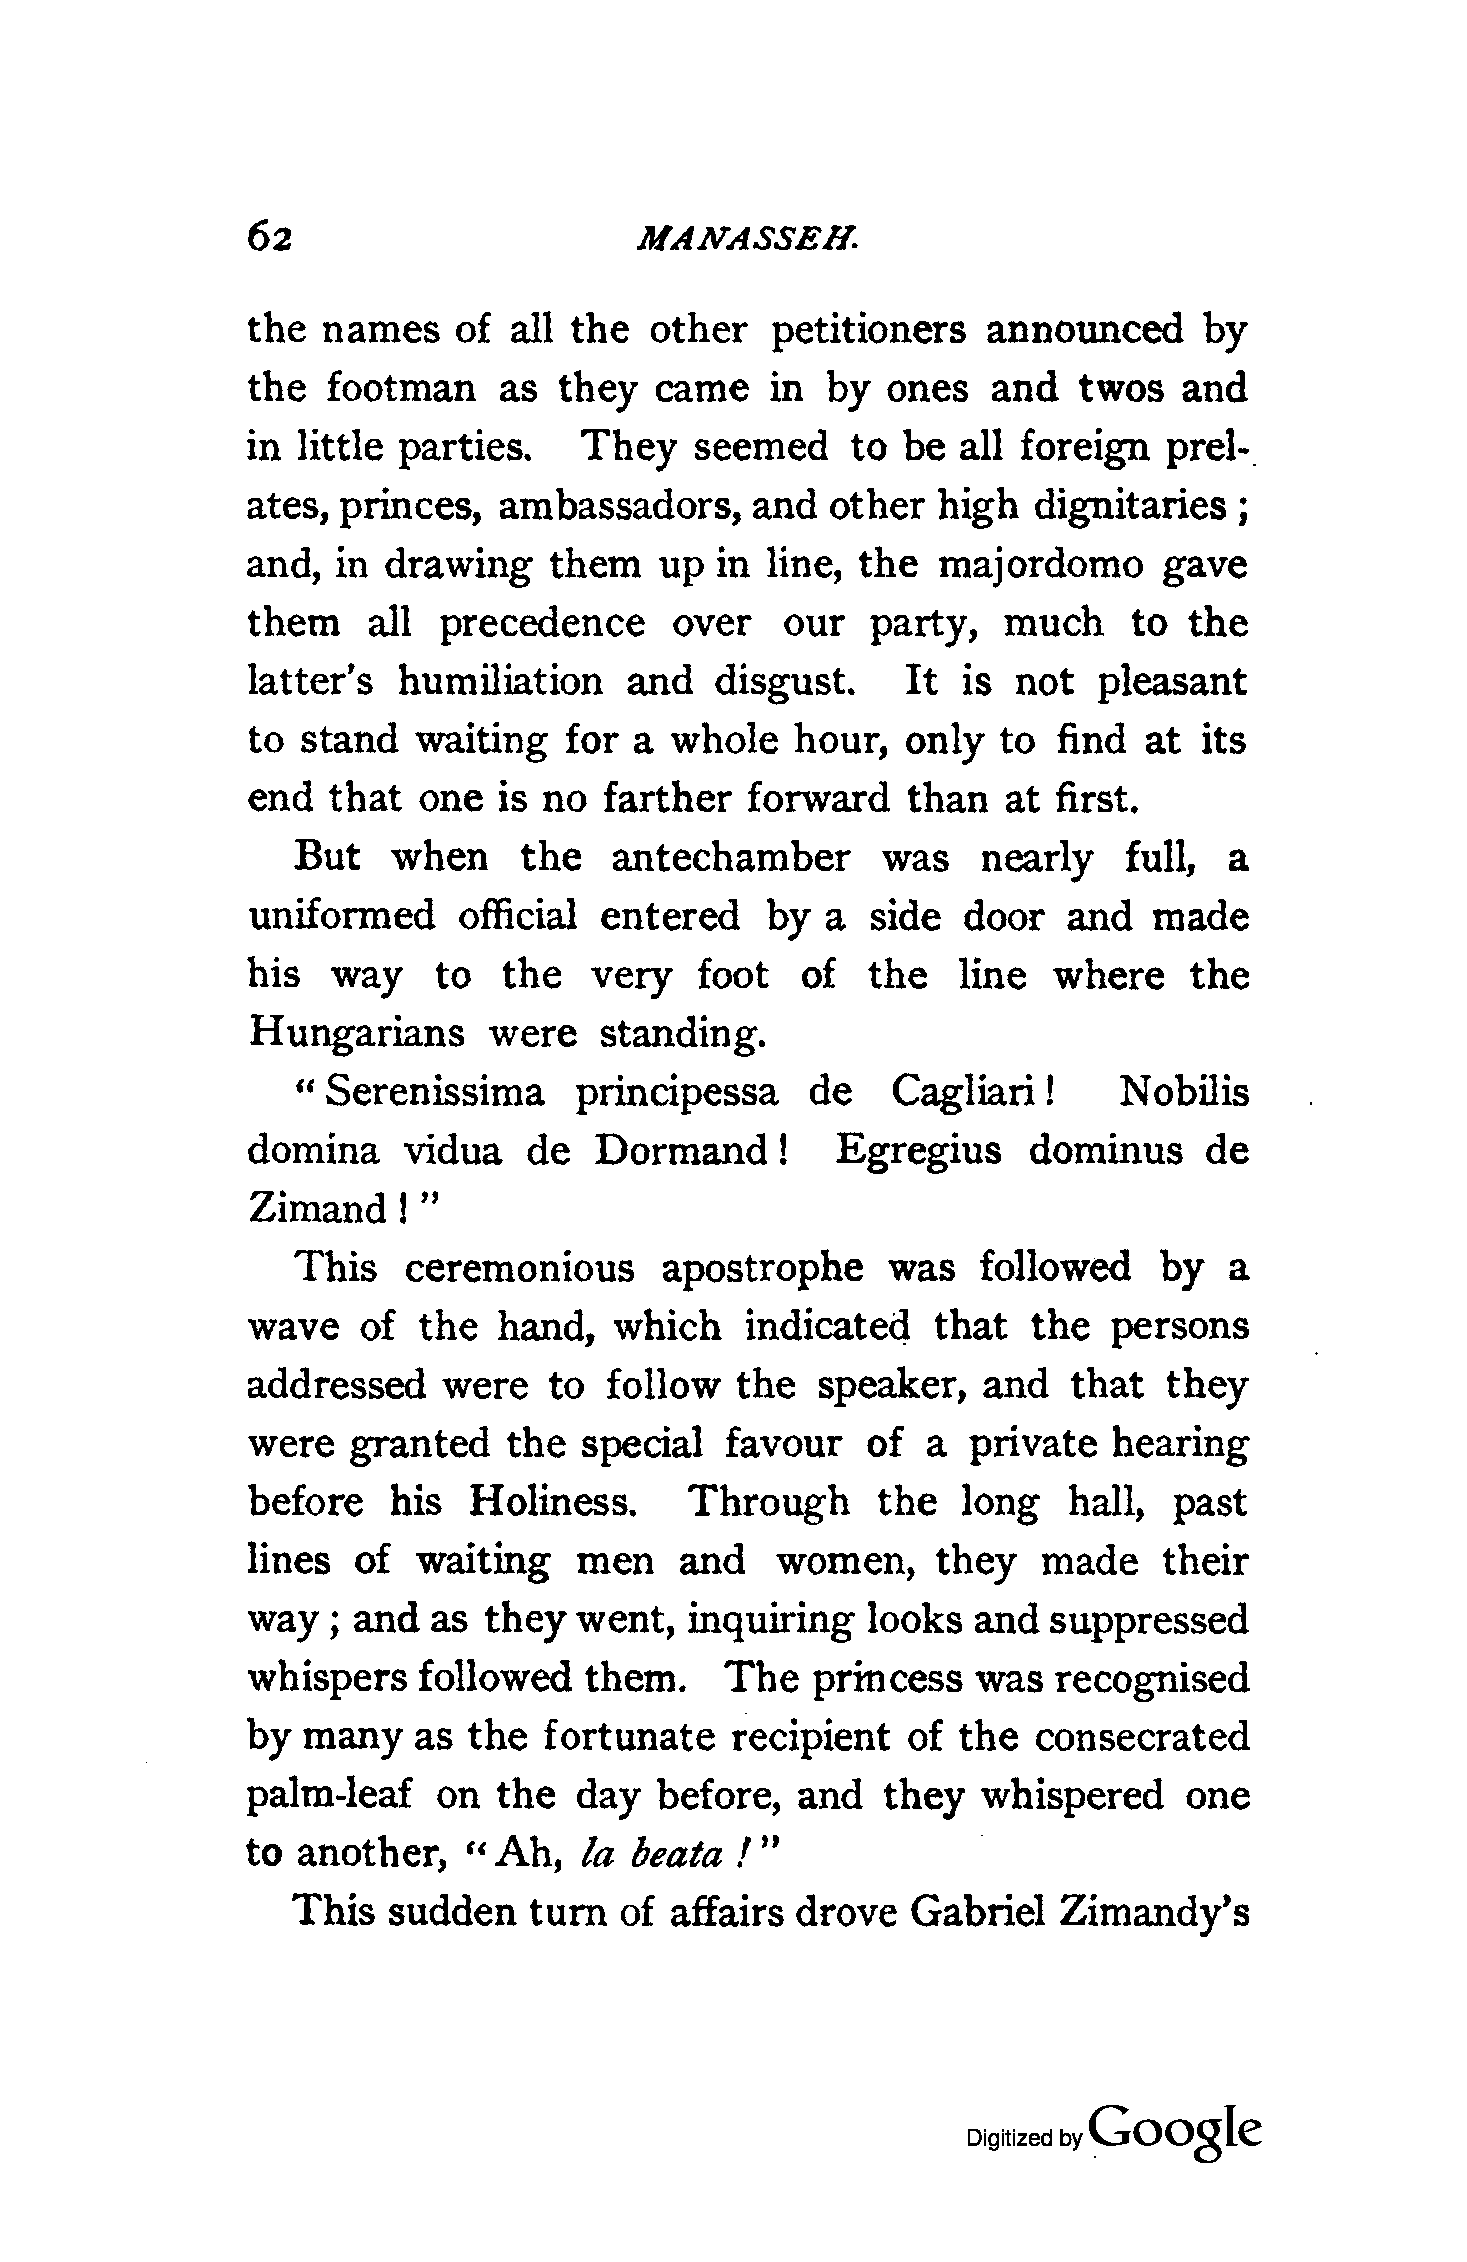 62 MANASSEH.
the names of all the other petitioners announced by
the footman as they came in by ones and twos and
in little parties. They seemed to be all foreign prel-
ates, princes, ambassadors, and other high dignitaries ;
and, in drawing them up in line, the majordomo gave
them all precedence over our party, much to the
latter's humiliation and disgust. It is not pleasant
to stand waiting for a whole hour, only to find at its
end that one is no farther forward than at first.
But when the antechamber was nearly full, a
uniformed official entered by a side door and made
his way to the very foot of the line where the
Hungarians were standing.
“ Serenissima principessa de Cagliari ! Nobilis
domina vidua de Dormand ! Egregius dominus de
Zimand ! ”
This ceremonious apostrophe was followed by a
wave of the hand, which indicated that the persons
addressed were to follow the speaker, and that they
were granted the special favour of a private hearing
before his Holiness. Through the long hall, past
lines of waiting men and women, they made their
way ; and as they went, inquiring looks and suppressed
whispers followed them. The princess was recognised
by many as the fortunate recipient of the consecrated
palm-leaf on the day before, and they whispered one
to another, “ Ah, la beata ! ”
This sudden turn of affairs drove Gabriel Zimandy's
Digitized by Google